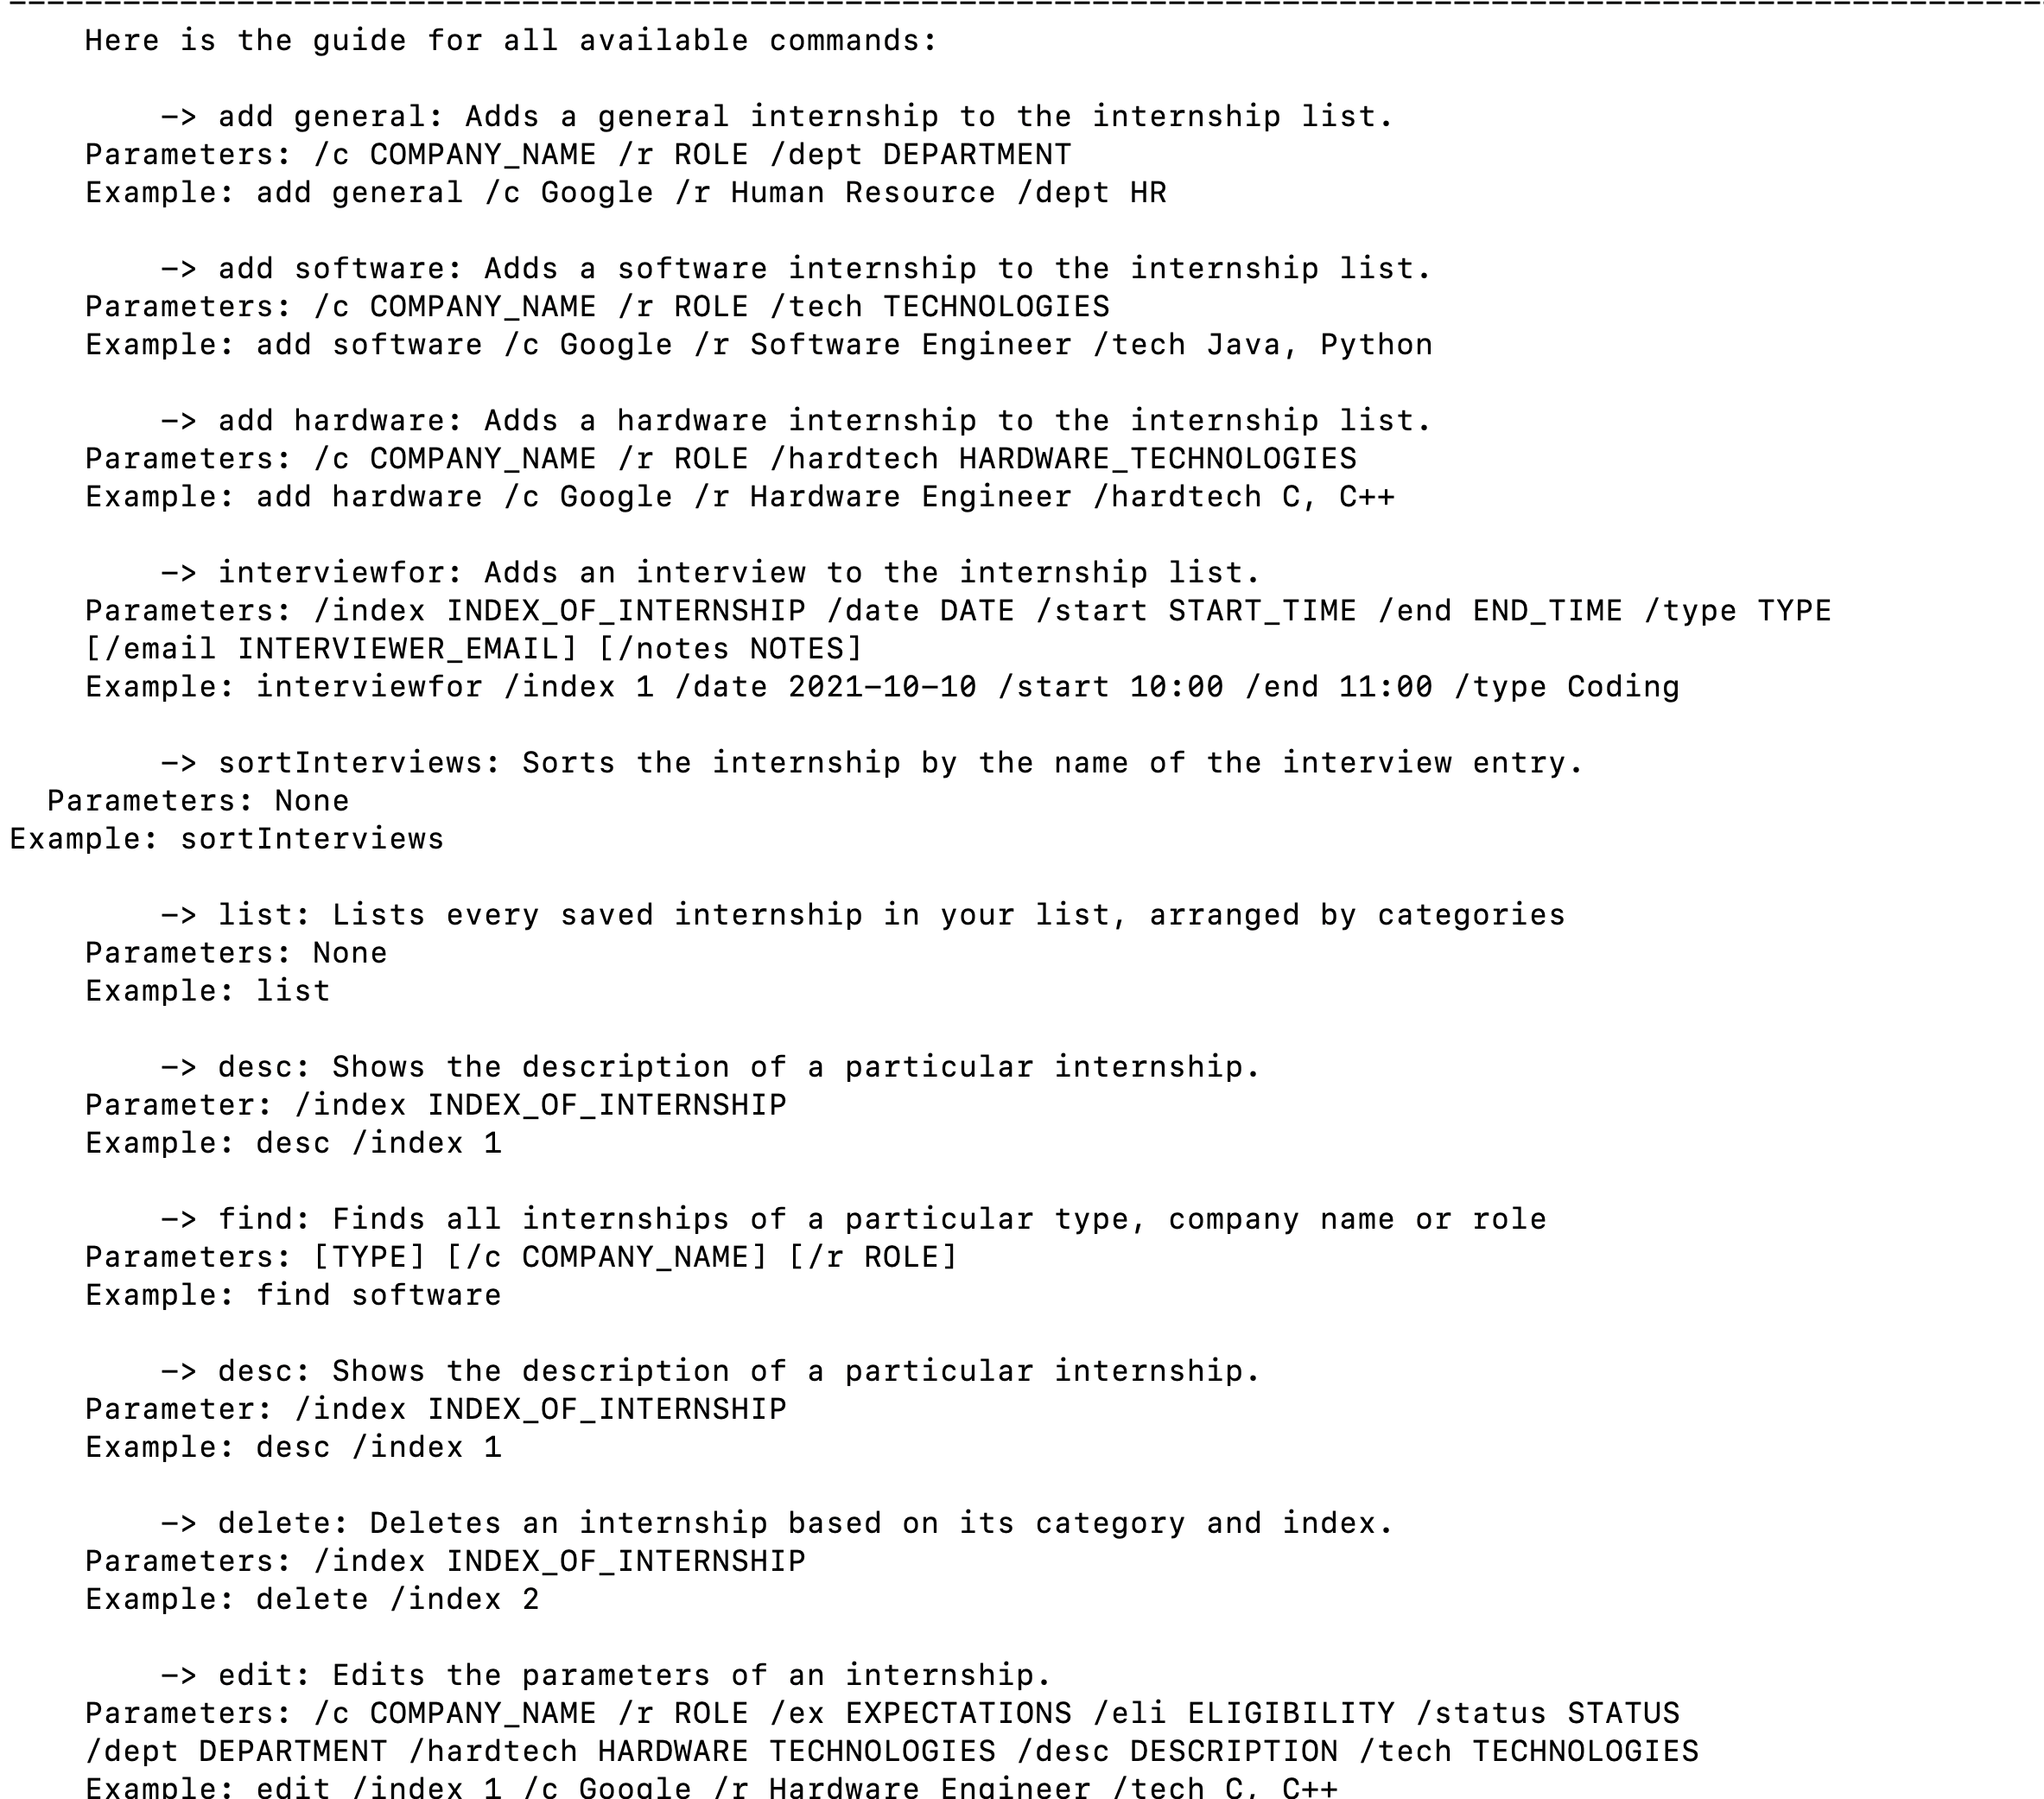 Here is the guide for all available commands:
-> add general: Adds a general internship to the internship list.
Parameters: /c COMPANY_NAME /r ROLE /dept DEPARTMENT
Example: add general /c Google /r Human Resource /dept HR
-> add software: Adds a software internship to the internship list.
Parameters: /c COMPANY_NAME /r ROLE /tech TECHNOLOGIES
Example: add software /c Google /r Software Engineer /tech Java, Python
-> add hardware: Adds a hardware internship to the internship list.
Parameters: /c COMPANY_NAME /r ROLE /hardtech HARDWARE_TECHNOLOGIES
Example: add hardware /c Google /r Hardware Engineer /hardtech C, C++
-> interviewfor: Adds an interview to the internship list.
Parameters: /index INDEX_OF_INTERNSHIP /date DATE /start START_TIME /end END_TIME /type TYPE
[/email INTERVIEWER_EMAIL] [/notes NOTES]
Example: interviewfor /index 1 /date 2021-10-10 /start 10:00 /end 11:00 /type Coding
-> sortInterviews: Sorts the internship by the name of the interview entry.
Parameters: None
Example: sortInterviews
-> list: Lists every saved internship in your list, arranged by categories
Parameters: None
Example: list
-> desc: Shows the description of a particular internship.
Parameter: /index INDEX_OF_INTERNSHIP
Example: desc /index 1
-> find: Finds all internships of a particular type, company name or role
Parameters: [TYPE] [/c COMPANY_NAME] [/r ROLE]
Example: find software
-> desc: Shows the description of a particular internship.
Parameter: /index INDEX_OF_INTERNSHIP
Example: desc /index 1
-> delete: Deletes an internship based on its category and index.
Parameters: /index INDEX_OF_INTERNSHIP
Example: delete /index 2
-> edit: Edits the parameters of an internship.
Parameters: /c COMPANY_NAME /r ROLE /ex EXPECTATIONS /eli ELIGIBILITY /status STATUS
/dept DEPARTMENT /hardtech HARDWARE TECHNOLOGIES /desc DESCRIPTION /tech TECHNOLOGIES
Example: edit /index 1 /c Google /r Hardware Engineer /tech C, C++